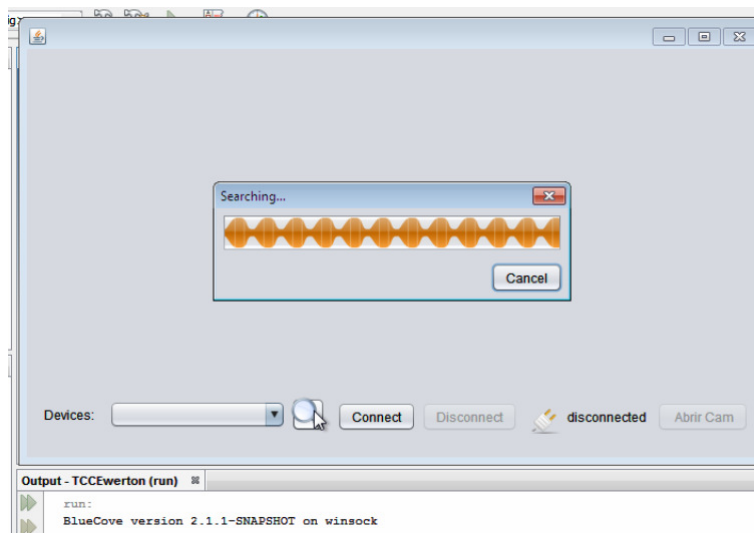 Searching...
Cancel
Devices:
Connect
Disconnect
disconnected
Abrir Cam
Output - TCCEwerton (run)
run:
BlueCove version 2.1.1-SNAPSHOT on winsock